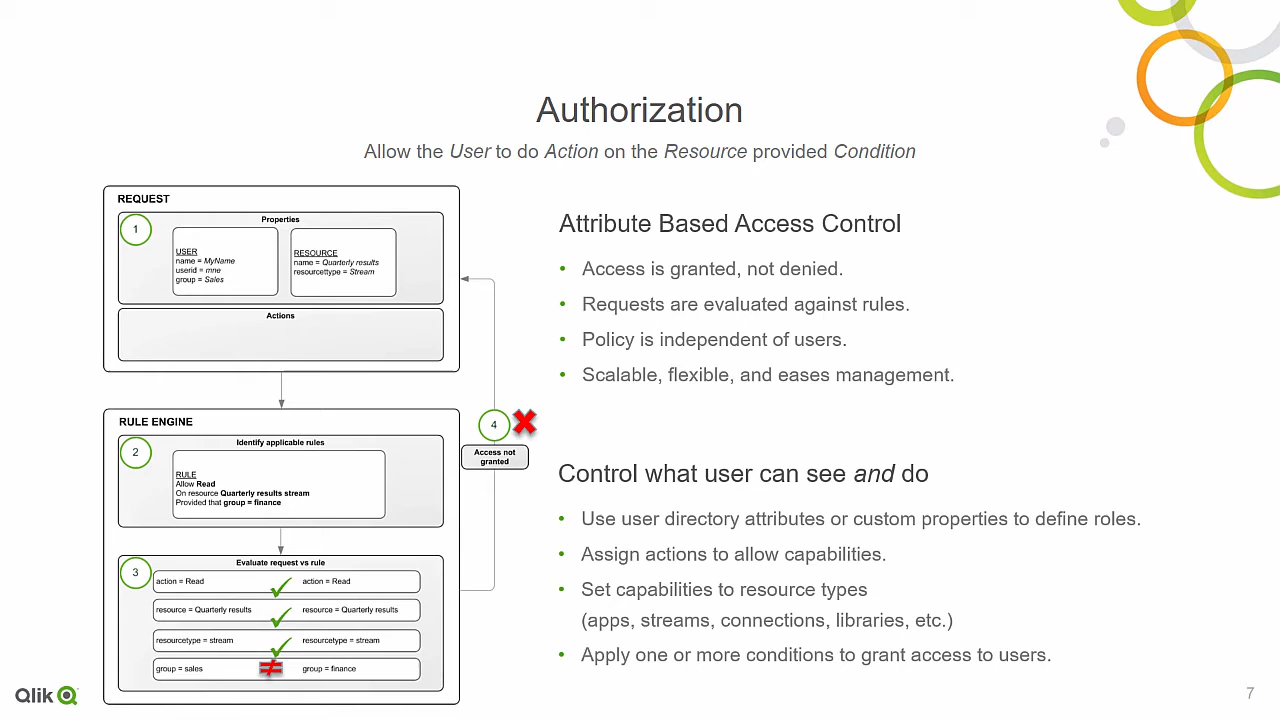 Authorization
Allow the User to do Action on the Resource provided Condition
REQUEST
Properties
1
USER
name = MyName
userid = mne
group = Sales
RESOURCE
name = Quarterly results
resourcettype = Stream
Actions
RULE ENGINE
Identify applicable rules
2
RULE
Allow Read
On resource Quarterly results stream
Provided that group = finance
Evaluate request vs rule
3
action = Read action = Read
resource = Quarterly results resource = Quarterly results
resourcetype = stream resourcetype = stream
group = sales ≠ group = finance
4
Access not
granted
Attribute Based Access Control
• Access is granted, not denied.
• Requests are evaluated against rules.
• Policy is independent of users.
• Scalable, flexible, and eases management.
Control what user can see and do
• Use user directory attributes or custom properties to define roles.
• Assign actions to allow capabilities.
• Set capabilities to resource types
(apps, streams, connections, libraries, etc.)
• Apply one or more conditions to grant access to users.
Qlik
7